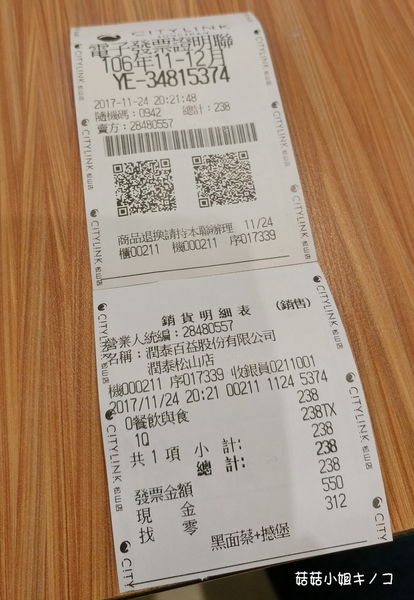 CITYLINK
電子發票證明聯
106年11-12月
YE-34815374
2017-11-24 20:21:48
隨機碼：0942 總計：238
賣方：28480557
商品退換請持本聯辦理 11/24
櫃00211 機000211 序017339
銷貨明細表 (銷售)
營業人統編：28480557
名稱：潤泰百益股份有限公司
潤泰松山店
機000211 序017339 收銀員0211001
2017/11/24 20:21 00211 1124 5374
0餐飲與食 238
1Q 238TX
共 1 項 小 計： 238
總 計： 238
發票金額 238
現 金 550
找 零 312
黑面蔡+撼堡
CITYLINK 松山店
菇菇小姐キノコ